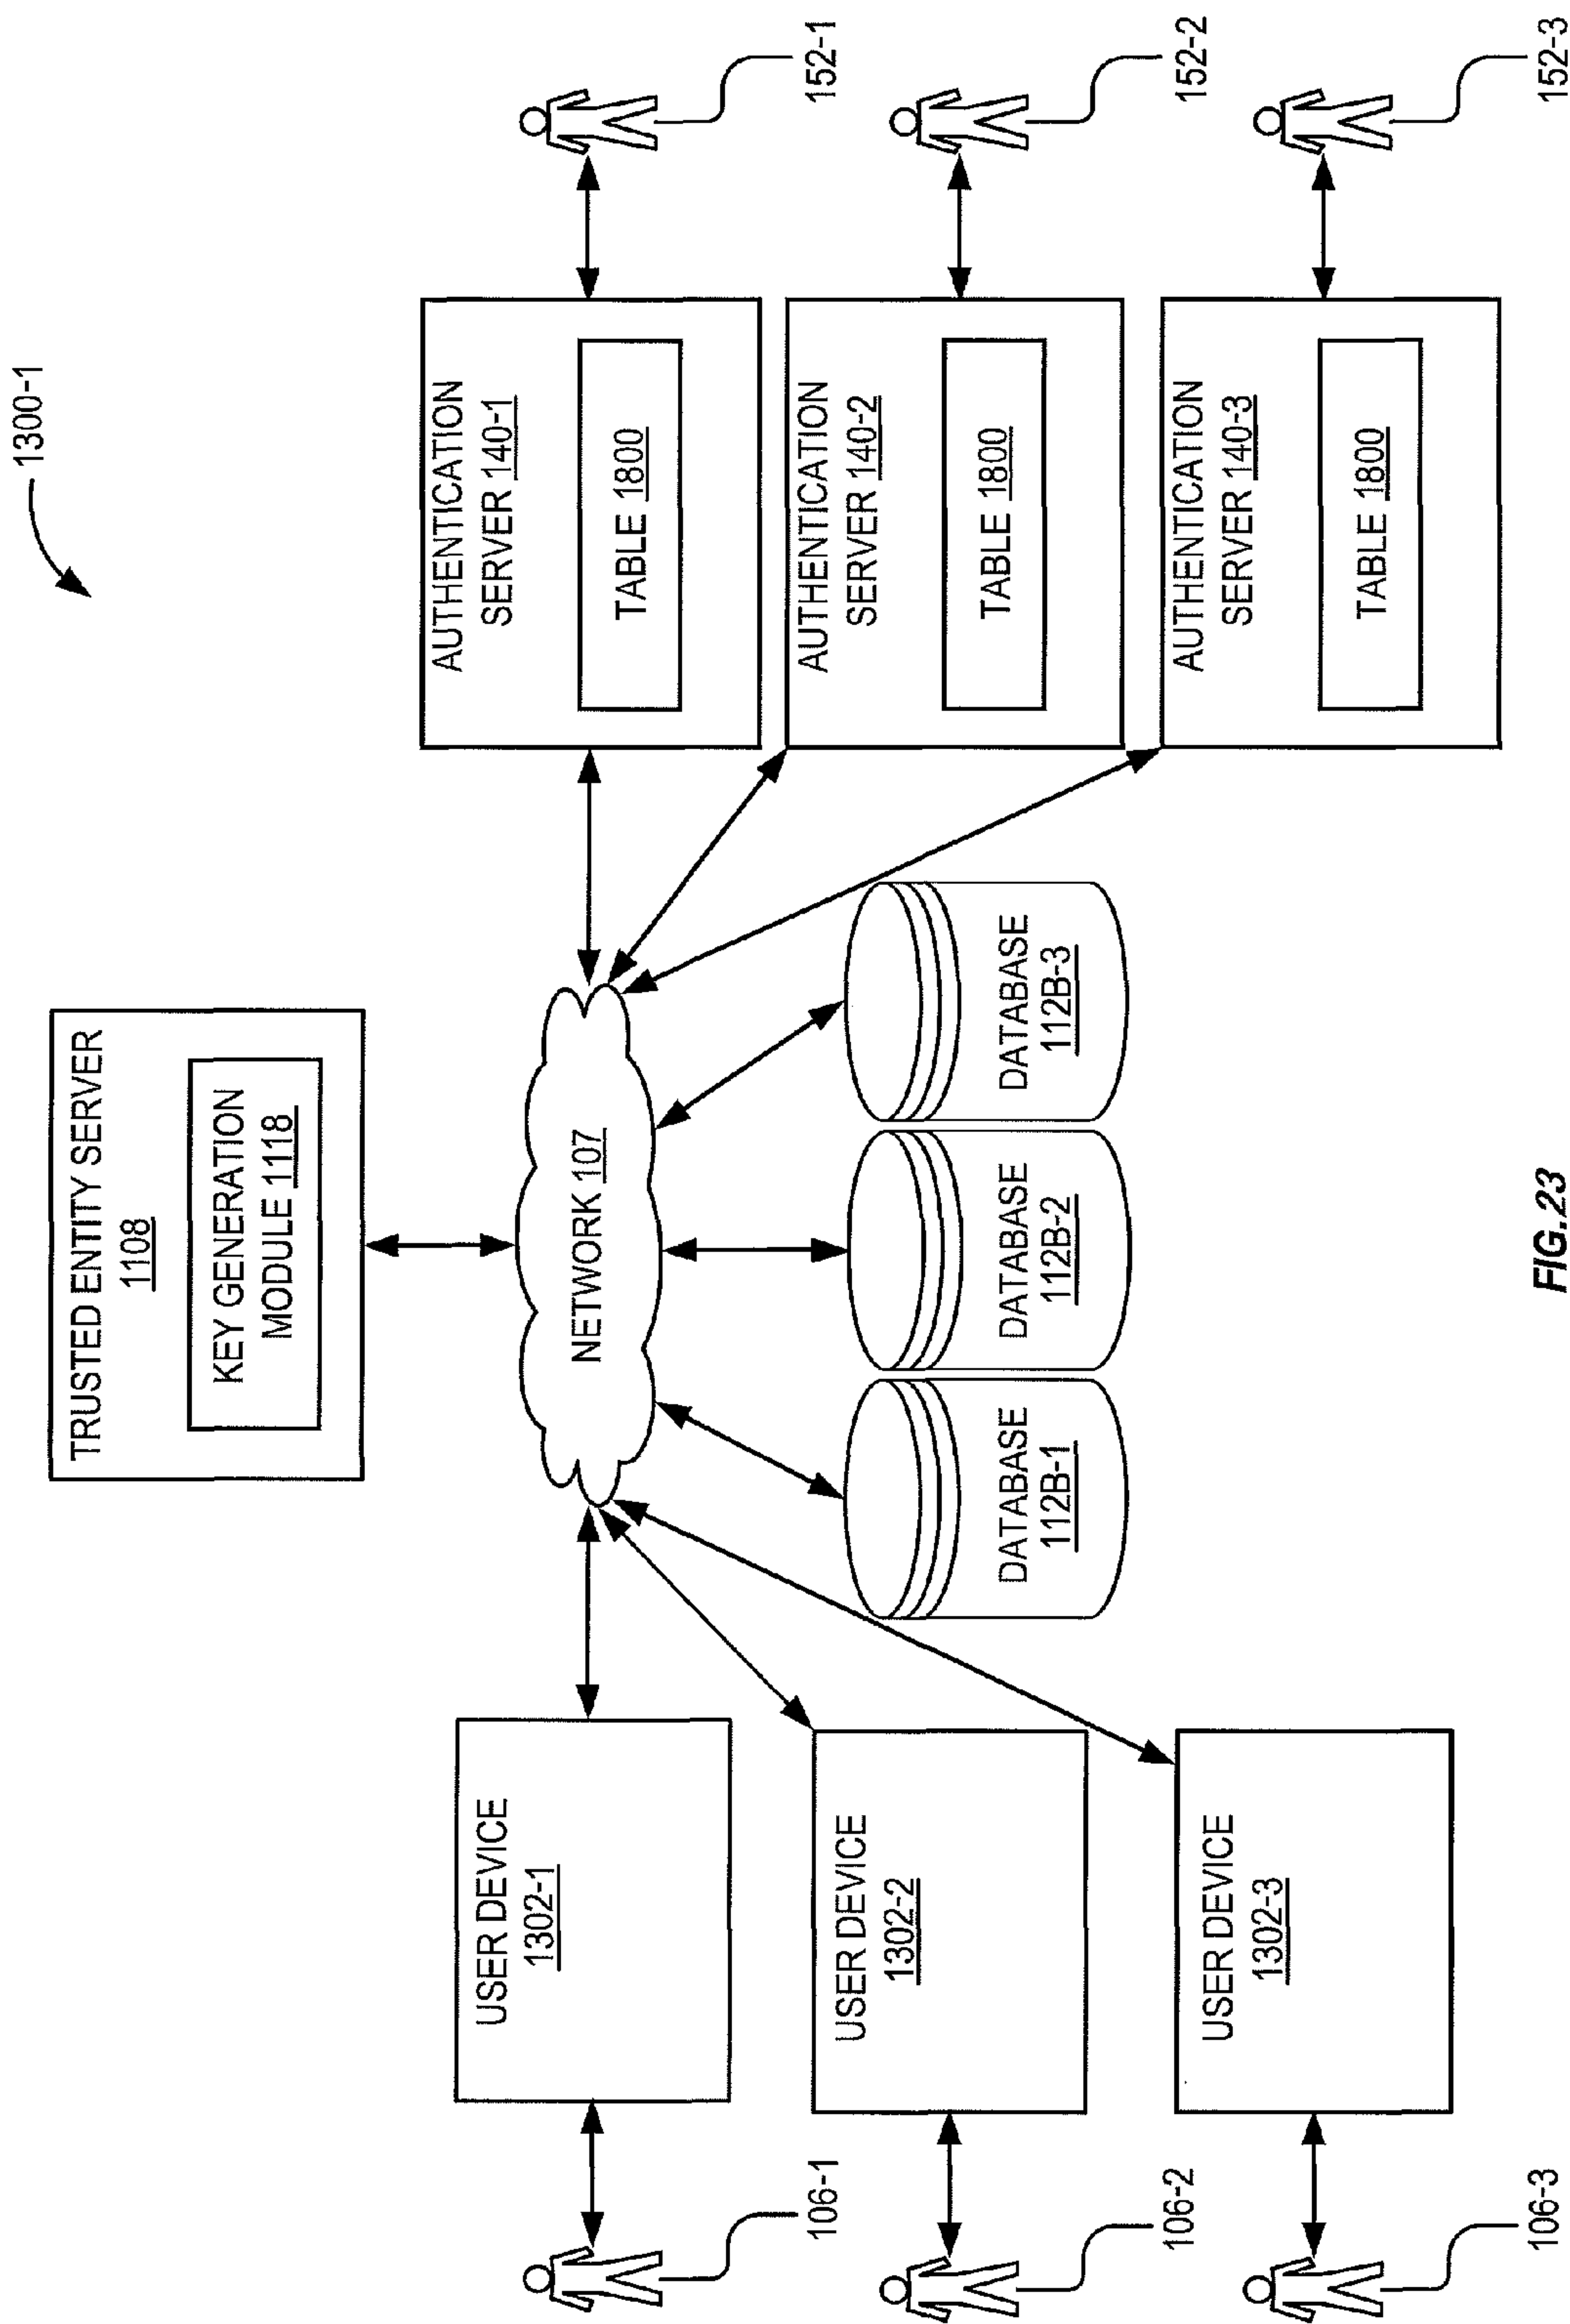 1300-1
TRUSTED ENTITY SERVER
1108
KEY GENERATION
MODULE 1118
NETWORK 107
USER DEVICE
1302-1
106-1
USER DEVICE
1302-2
106-2
USER DEVICE
1302-3
106-3
DATABASE
112B-1
DATABASE
112B-2
DATABASE
112B-3
AUTHENTICATION
SERVER 140-1
TABLE 1800
152-1
AUTHENTICATION
SERVER 140-2
TABLE 1800
152-2
AUTHENTICATION
SERVER 140-3
TABLE 1800
152-3
FIG.23